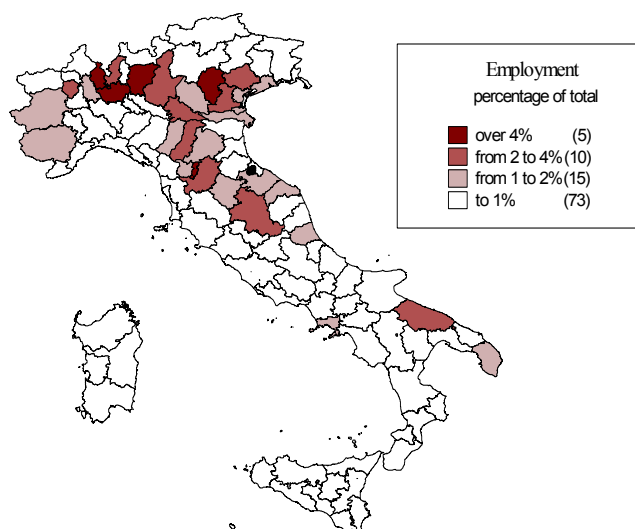 Employment
percentage of total
over 4% (5)
from 2 to 4% (10)
from 1 to 2% (15)
to 1% (73)